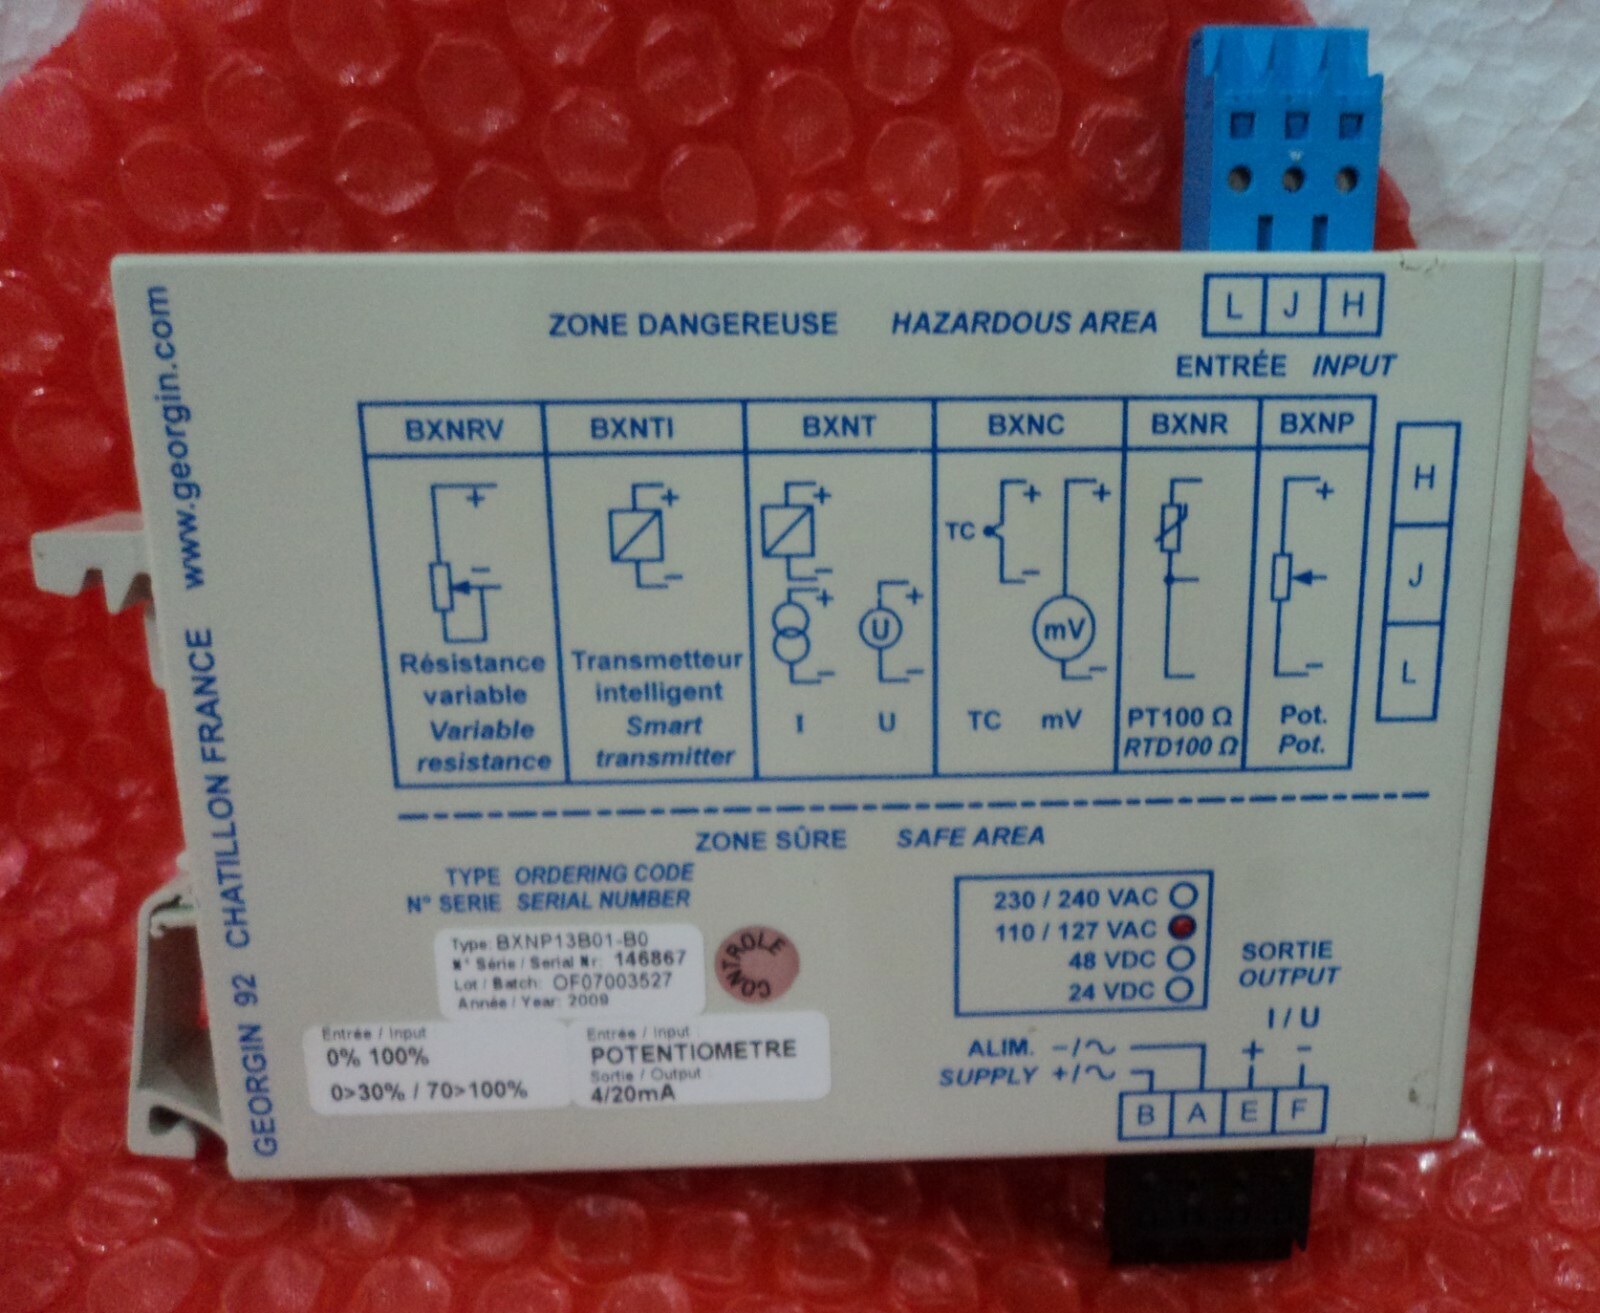 L J H
ZONE DANGEREUSE HAZARDOUS AREA
ENTRÉE INPUT
BXNRV BXNTI BXNT BXNC BXNR BXNP
+ + + + + +
H
TC
J
- - - -
+ +
U mV
L
- - - -
Résistance Transmetteur
variable intelligent
Variable Smart I U TC mV PT100 Ω Pot.
resistance transmitter RTD100 Ω Pot.
ZONE SÛRE SAFE AREA
TYPE ORDERING CODE
N° SERIE SERIAL NUMBER
Type: BXNP13B01-B0
N° Série / Serial Nr: 146867
Lot / Batch: OF07003527
Année / Year: 2009
CONTROLE
230 / 240 VAC
110 / 127 VAC
48 VDC
24 VDC
SORTIE
OUTPUT
I / U
Entrée / Input
0% 100%
0>30% / 70>100%
Entrée / Input
POTENTIOMETRE
Sortie / Output
4/20mA
ALIM. -/~ + -
SUPPLY +/~
B A E F
GEORGIN 92 CHATILLON FRANCE www.georgin.com